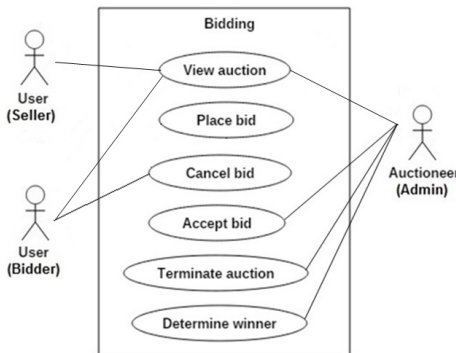 Bidding
View auction
User
(Seller)
Place bid
Auctioneer
(Admin)
Cancel bid
Accept bid
User
(Bidder)
Terminate auction
Determine winner